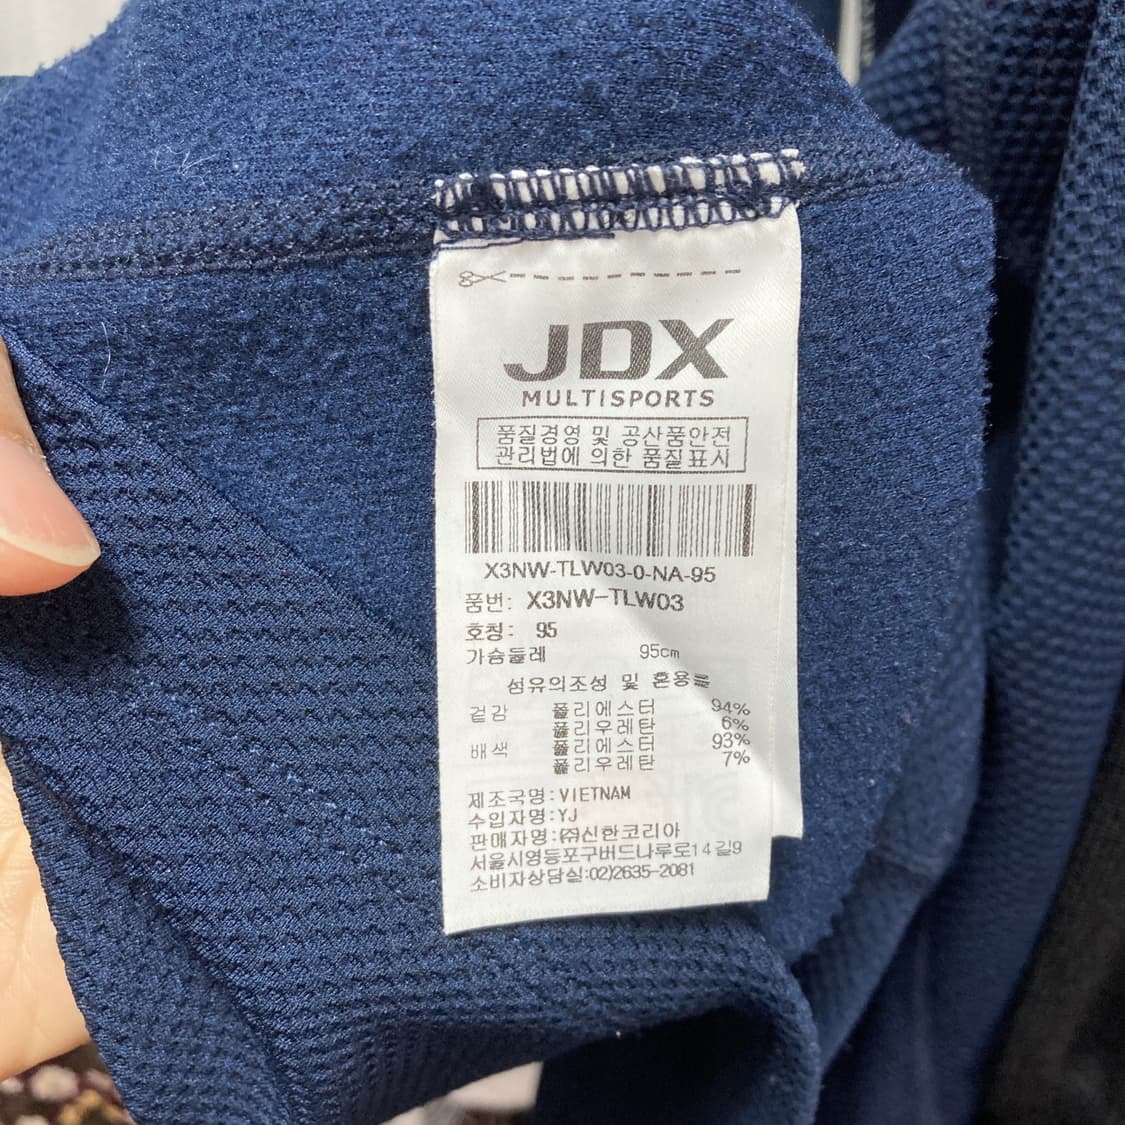 JDX
MULTISPORTS
품질경영 및 공산품안전
관리법에 의한 품질표시
X3NW-TLW03-0-NA-95
품번: X3NW-TLW03
호칭: 95
가슴둘레 95cm
섬유의조성 및 혼용률
겉감 폴리에스터 94%
폴리우레탄 6%
배색 폴리에스터 93%
폴리우레탄 7%
제조국명:VIETNAM
수입자명:YJ
판매자명:㈜신한코리아
서울시영등포구버드나루로14길9
소비자상담실:02)2635-2081